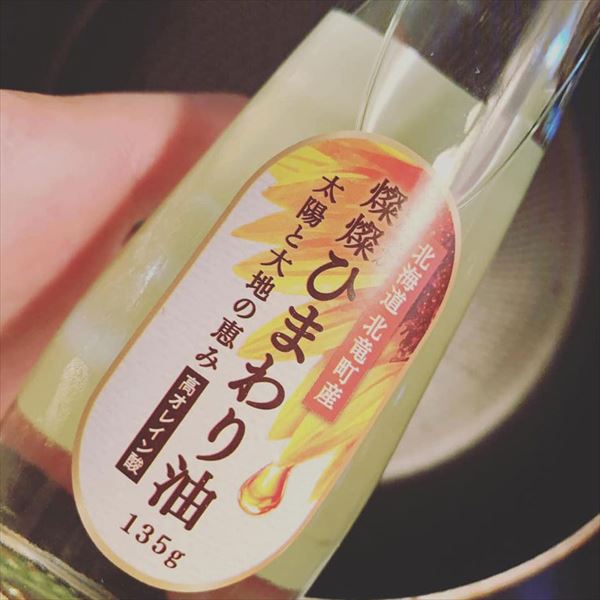 北海道 北竜町産
燦燦ひまわり油
太陽と大地の恵み
高オレイン酸
135g